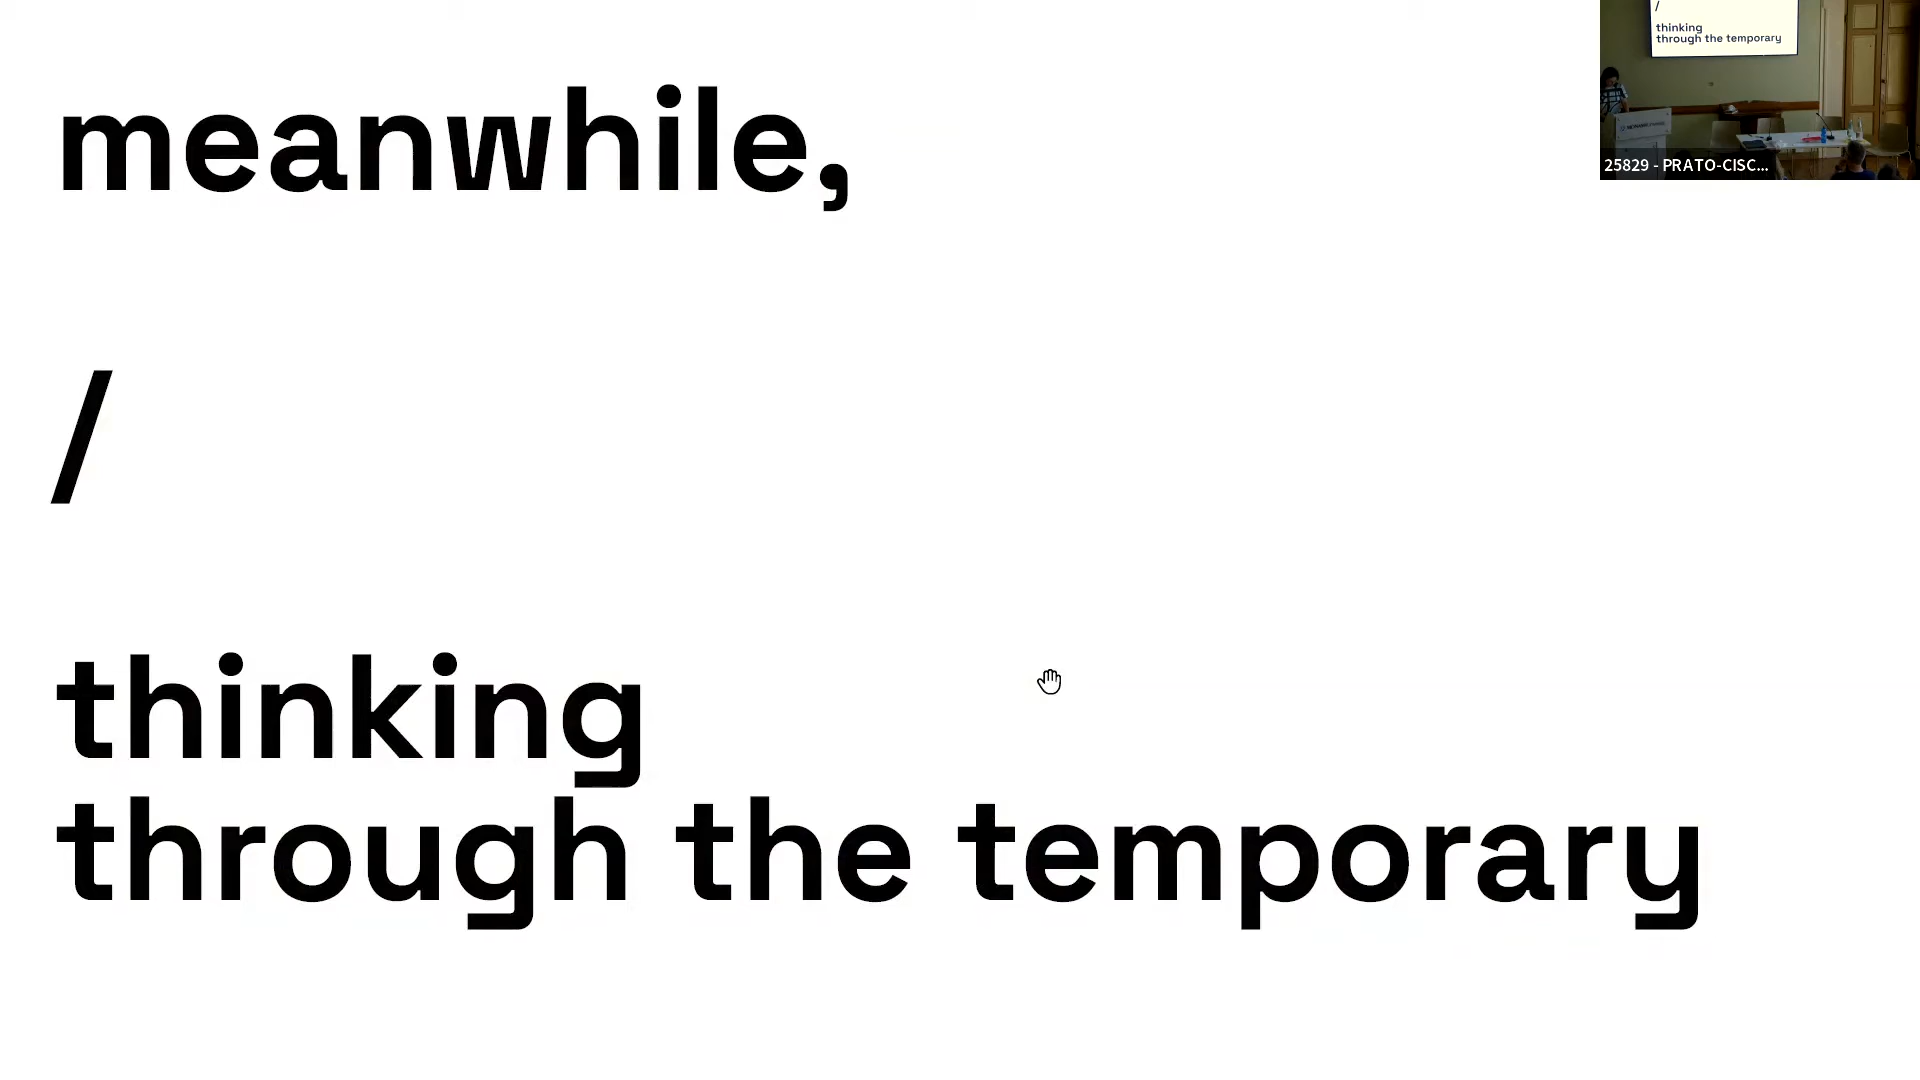 meanwhile,
/
thinking
through the temporary
/
thinking
through the temporary
25829 - PRATO-CISC...